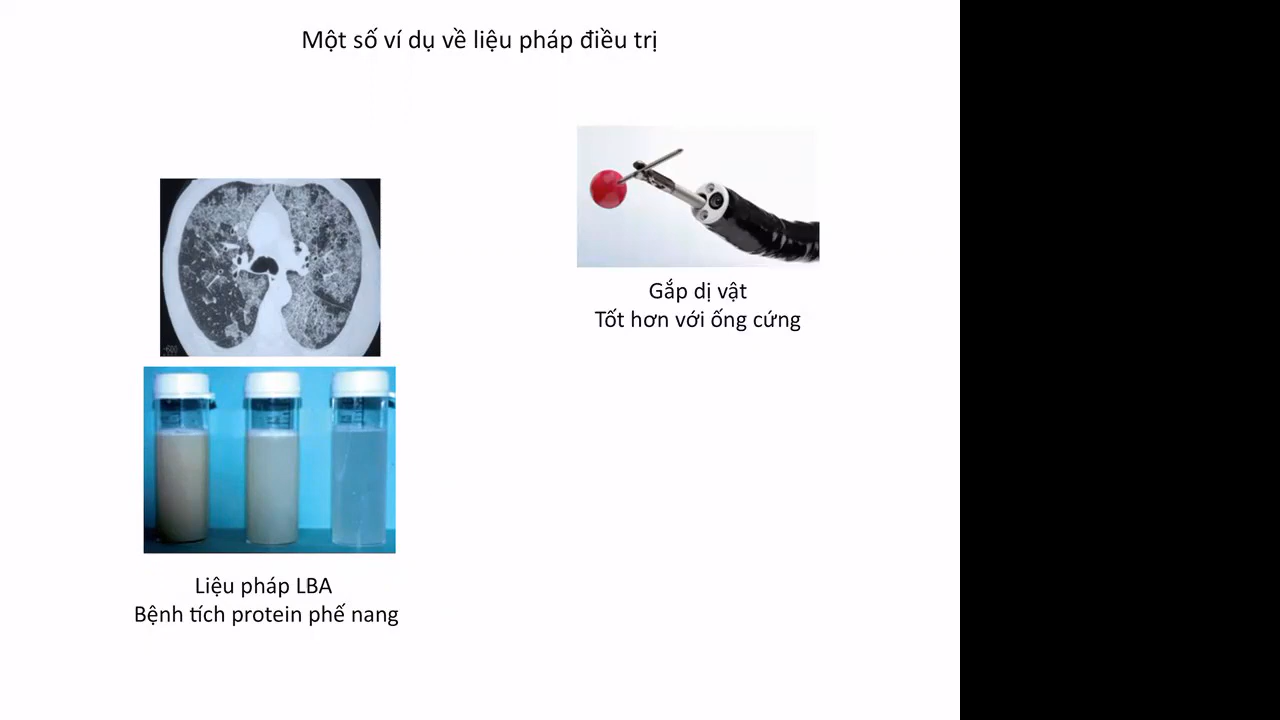 Một số ví dụ về liệu pháp điều trị
Gắp dị vật
Tốt hơn với ống cứng
Liệu pháp LBA
Bệnh tích protein phế nang